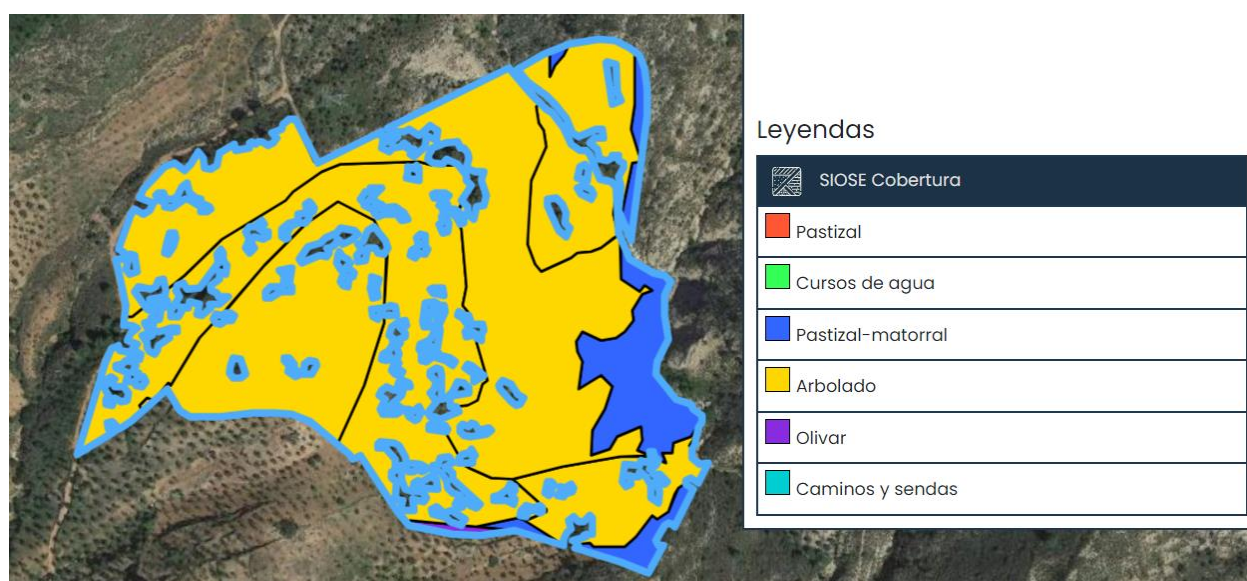 Leyendas
SIOSE Cobertura
Pastizal
Cursos de agua
Pastizal-matorral
Arbolado
Olivar
Caminos y sendas